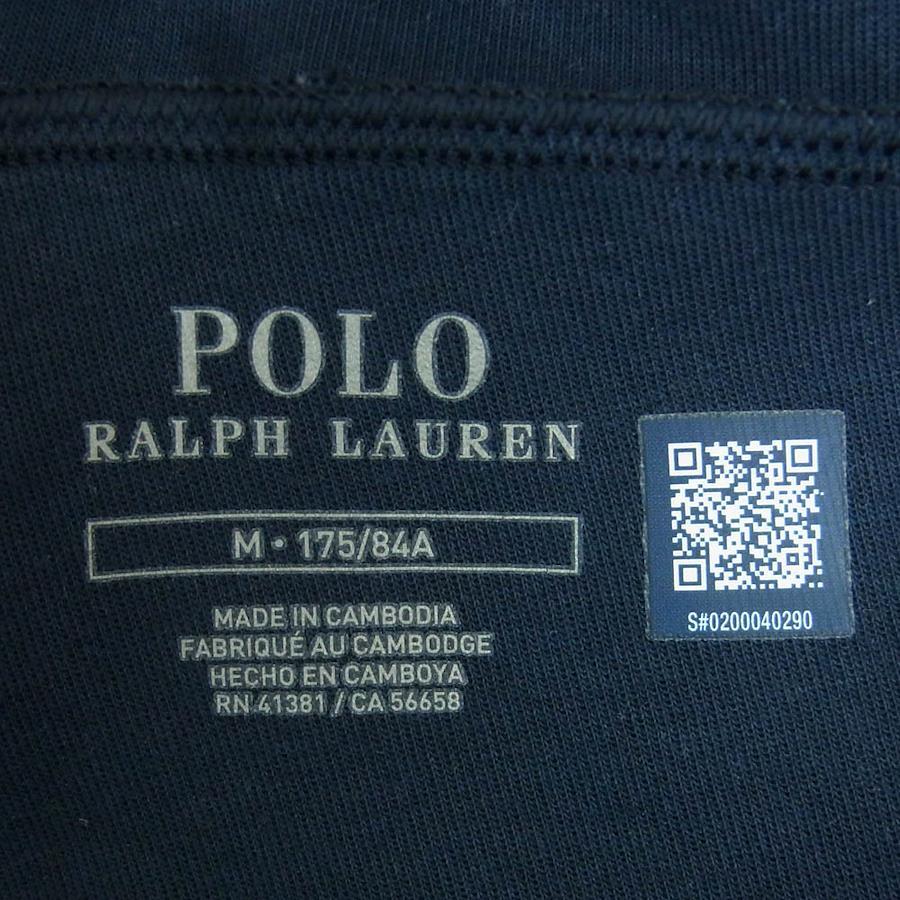 POLO
RALPH LAUREN
M • 175/84A
MADE IN CAMBODIA
FABRIQUÉ AU CAMBODGE
HECHO EN CAMBOYA
RN 41381 / CA 56658
S#0200040290